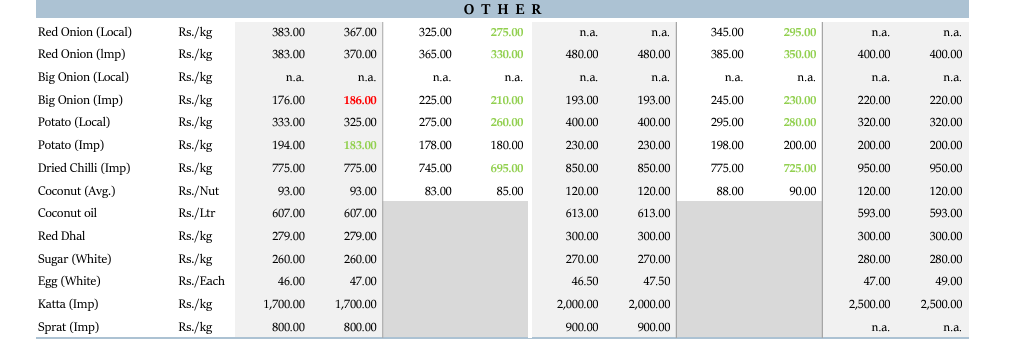 OTHER
Red Onion (Local) Rs./kg 383.00 367.00 325.00 275.00 n.a. n.a. 345.00 295.00 n.a. n.a.
Red Onion (Imp) Rs./kg 383.00 370.00 365.00 330.00 480.00 480.00 385.00 350.00 400.00 400.00
Big Onion (Local) Rs./kg n.a. n.a. n.a. n.a. n.a. n.a. n.a. n.a. n.a. n.a.
Big Onion (Imp) Rs./kg 176.00 186.00 225.00 210.00 193.00 193.00 245.00 230.00 220.00 220.00
Potato (Local) Rs./kg 333.00 325.00 275.00 260.00 400.00 400.00 295.00 280.00 320.00 320.00
Potato (Imp) Rs./kg 194.00 183.00 178.00 180.00 230.00 230.00 198.00 200.00 200.00 200.00
Dried Chilli (Imp) Rs./kg 775.00 775.00 745.00 695.00 850.00 850.00 775.00 725.00 950.00 950.00
Coconut (Avg.) Rs./Nut 93.00 93.00 83.00 85.00 120.00 120.00 88.00 90.00 120.00 120.00
Coconut oil Rs./Ltr 607.00 607.00 613.00 613.00 593.00 593.00
Red Dhal Rs./kg 279.00 279.00 300.00 300.00 300.00 300.00
Sugar (White) Rs./kg 260.00 260.00 270.00 270.00 280.00 280.00
Egg (White) Rs./Each 46.00 47.00 46.50 47.50 47.00 49.00
Katta (Imp) Rs./kg 1,700.00 1,700.00 2,000.00 2,000.00 2,500.00 2,500.00
Sprat (Imp) Rs./kg 800.00 800.00 900.00 900.00 n.a. n.a.